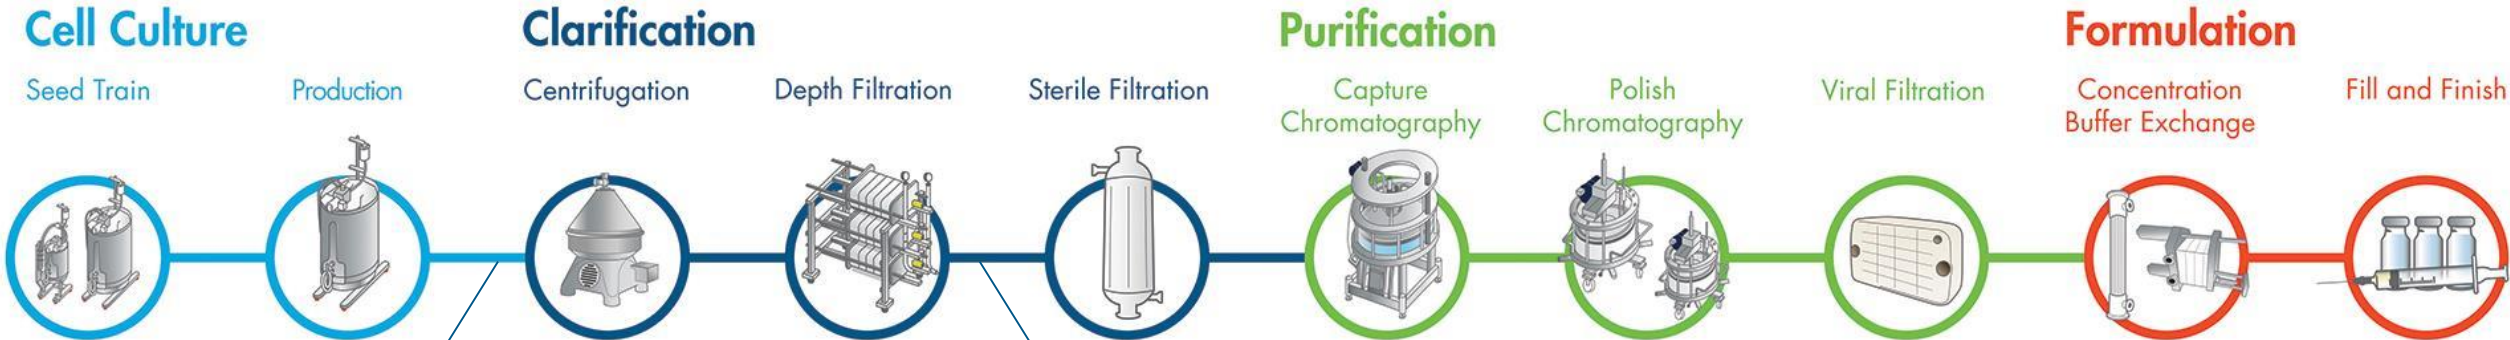 Cell Culture
Seed Train
Production
Clarification
Centrifugation
Depth Filtration
Sterile Filtration
Purification
Capture
Chromatography
Polish
Chromatography
Viral Filtration
Formulation
Concentration
Buffer Exchange
Fill and Finish